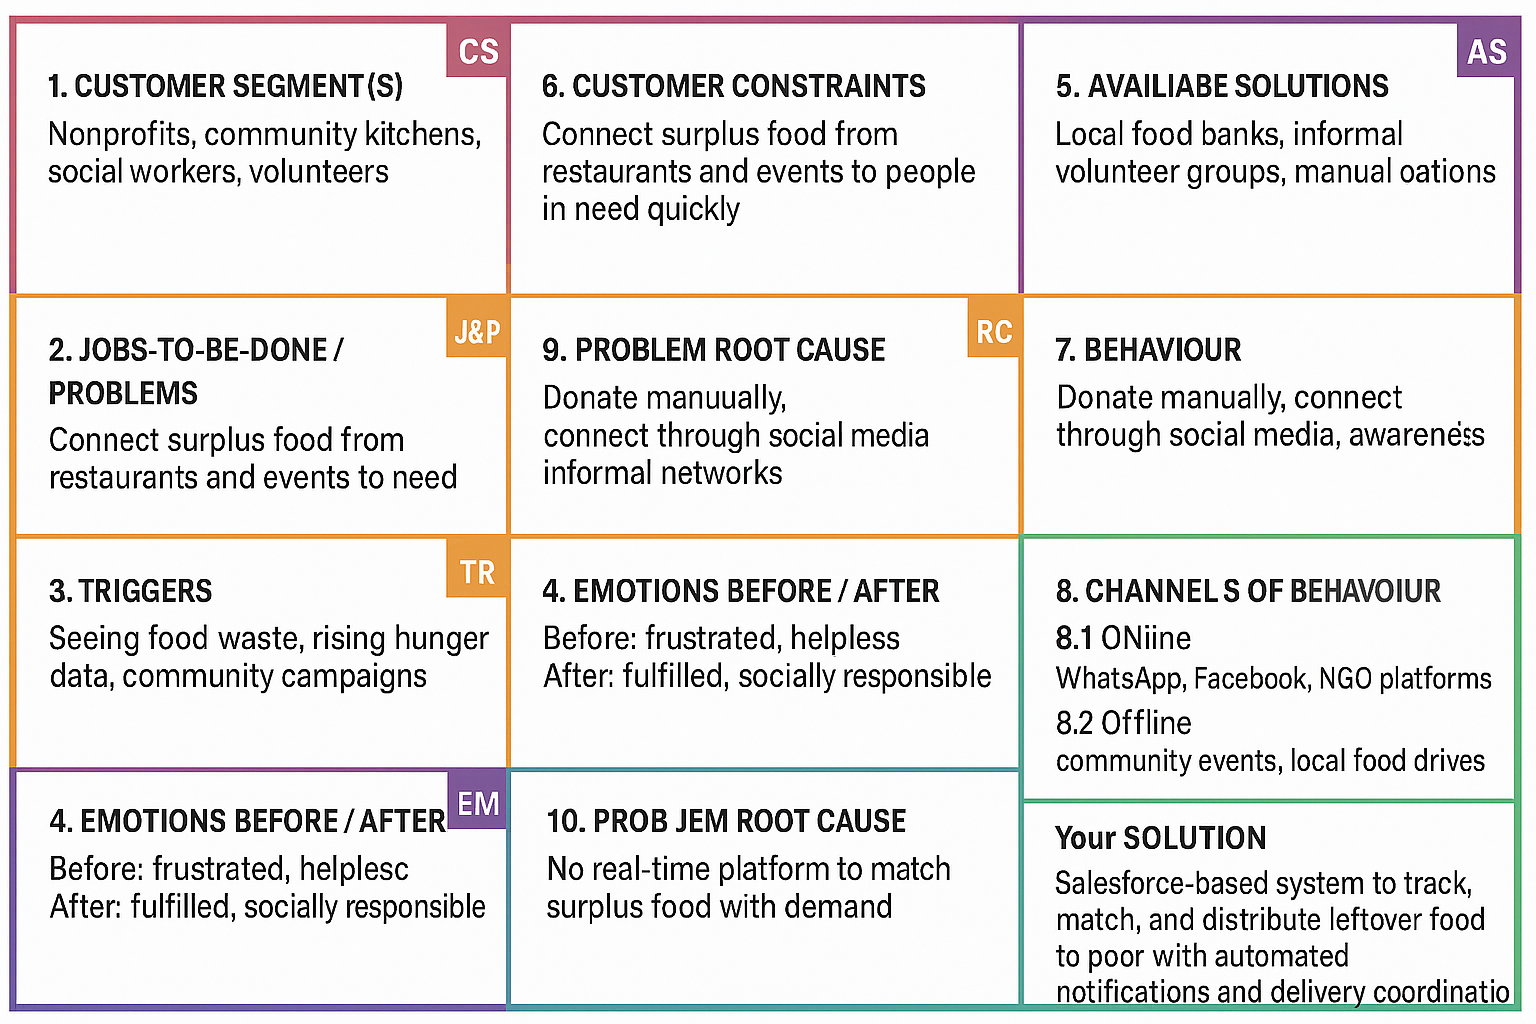 CS
1. CUSTOMER SEGMENT(S)
Nonprofits, community kitchens,
social workers, volunteers
6. CUSTOMER CONSTRAINTS
Connect surplus food from
restaurants and events to people
in need quickly
AS
5. AVAILIABE SOLUTIONS
Local food banks, informal
volunteer groups, manual oations
J&P
2. JOBS-TO-BE-DONE /
PROBLEMS
Connect surplus food from
restaurants and events to need
RC
9. PROBLEM ROOT CAUSE
Donate manuually,
connect through social media
informal networks
7. BEHAVIOUR
Donate manually, connect
through social media, awareness
TR
3. TRIGGERS
Seeing food waste, rising hunger
data, community campaigns
4. EMOTIONS BEFORE / AFTER
Before: frustrated, helpless
After: fulfilled, socially responsible
8. CHANNEL S OF BEHAVOIUR
8.1 ONiine
WhatsApp, Facebook, NGO platforms
8.2 Offline
community events, local food drives
EM
4. EMOTIONS BEFORE / AFTER
Before: frustrated, helplesc
After: fulfilled, socially responsible
10. PROB JEM ROOT CAUSE
No real-time platform to match
surplus food with demand
Your SOLUTION
Salesforce-based system to track,
match, and distribute leftover food
to poor with automated
notifications and delivery coordinatio